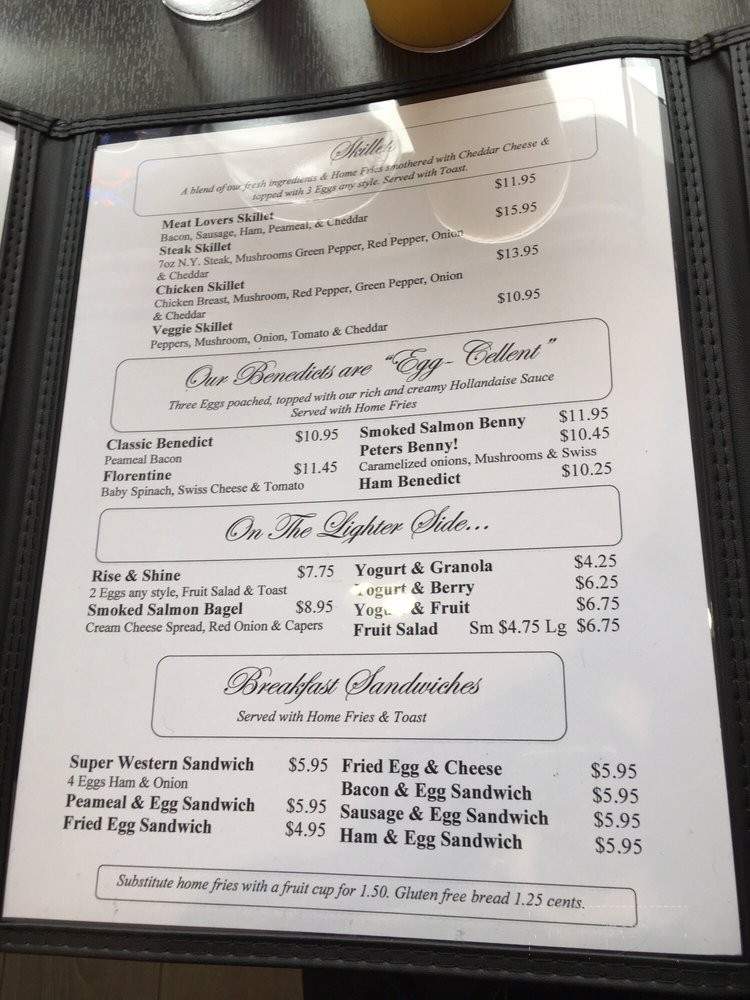 Skillet
A blend of our fresh ingredients & Home Fries smothered with Cheddar Cheese &
topped with 3 Eggs any style. Served with Toast.
Meat Lovers Skillet $11.95
Bacon, Sausage, Ham, Peameal, & Cheddar
Steak Skillet $15.95
7oz N.Y. Steak, Mushrooms Green Pepper, Red Pepper, Onion
& Cheddar
Chicken Skillet $13.95
Chicken Breast, Mushroom, Red Pepper, Green Pepper, Onion
& Cheddar
Veggie Skillet $10.95
Peppers, Mushroom, Onion, Tomato & Cheddar
Our Benedicts are "Egg-Cellent"
Three Eggs poached, topped with our rich and creamy Hollandaise Sauce
Served with Home Fries
Classic Benedict $10.95
Peameal Bacon
Florentine $11.45
Baby Spinach, Swiss Cheese & Tomato
Smoked Salmon Benny $11.95
Peters Benny! $10.45
Caramelized onions, Mushrooms & Swiss
Ham Benedict $10.25
On The Lighter Side...
Rise & Shine $7.75
2 Eggs any style, Fruit Salad & Toast
Smoked Salmon Bagel $8.95
Cream Cheese Spread, Red Onion & Capers
Yogurt & Granola $4.25
Yogurt & Berry $6.25
Yogurt & Fruit $6.75
Fruit Salad Sm $4.75 Lg $6.75
Breakfast Sandwiches
Served with Home Fries & Toast
Super Western Sandwich $5.95
4 Eggs Ham & Onion
Peameal & Egg Sandwich $5.95
Fried Egg Sandwich $4.95
Fried Egg & Cheese $5.95
Bacon & Egg Sandwich $5.95
Sausage & Egg Sandwich $5.95
Ham & Egg Sandwich $5.95
Substitute home fries with a fruit cup for 1.50. Gluten free bread 1.25 cents.